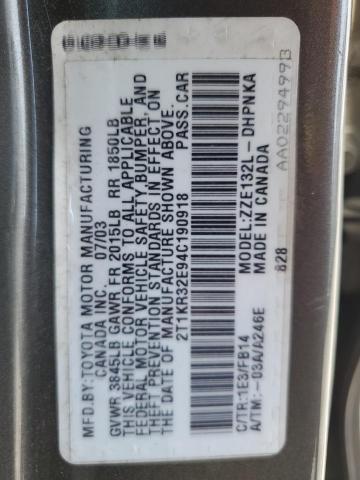 MFD.BY:TOYOTA MOTOR MANUFACTURING
CANADA INC. 07/03
GVWR 3845LB GAWR FR 2015LB RR 1850LB
THIS VEHICLE CONFORMS TO ALL APPLICABLE
FEDERAL MOTOR VEHICLE SAFETY, BUMPER, AND
THEFT PREVENTION STANDARDS IN EFFECT ON
THE DATE OF MANUFACTURE SHOWN ABOVE.
2T1KR32E94C190918 PASS.CAR
C/TR:1E3/FB14 MODEL:ZZE132L-DHPNKA
A/TM:-03A/A246E MADE IN CANADA
828 AA02294993